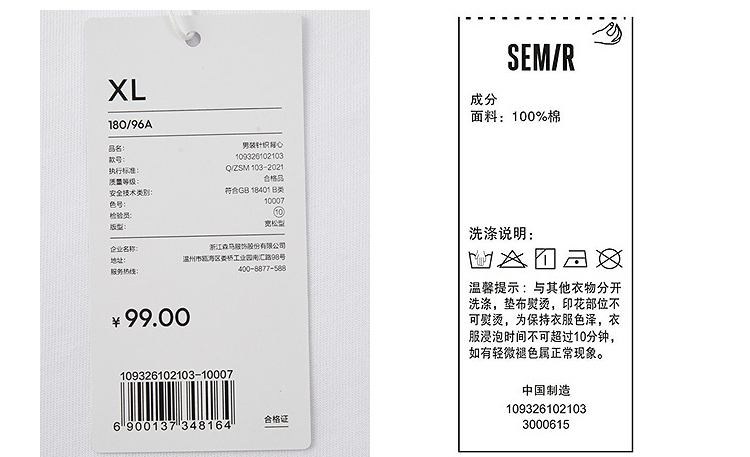 XL
180/96A
品名: 男装针织背心
款号: 109326102103
执行标准: Q/ZSM 103-2021
质量等级: 合格品
安全技术类别: 符合GB 18401 B类
色号: 10007
检验员: 10
版型: 宽松型
企业名称: 浙江森马服饰股份有限公司
地址: 温州市瓯海区娄桥工业园南汇路98号
服务热线: 400-8877-588
¥ 99.00
109326102103-10007
6 900137 348164
合格证
SEMIR
成分
面料：100%棉
洗涤说明：
温馨提示：与其他衣物分开
洗涤，垫布熨烫，印花部位不
可熨烫，为保持衣服色泽，衣
服浸泡时间不可超过10分钟，
如有轻微褪色属正常现象。
中国制造
109326102103
3000615